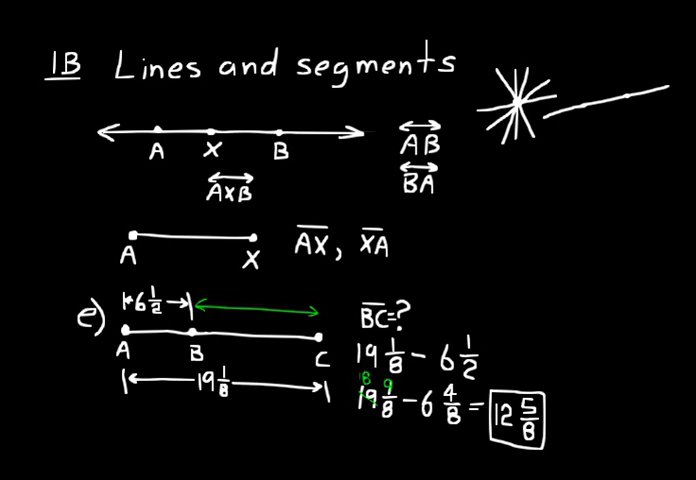 1B Lines and segments
A X B
AB
BA
AXB
A X
AX, XA
e) 6 1/2
BC=?
A B C
19 1/8 - 6 1/2
19 1/8
18 9
19 1/8 - 6 4/8 = 12 5/8